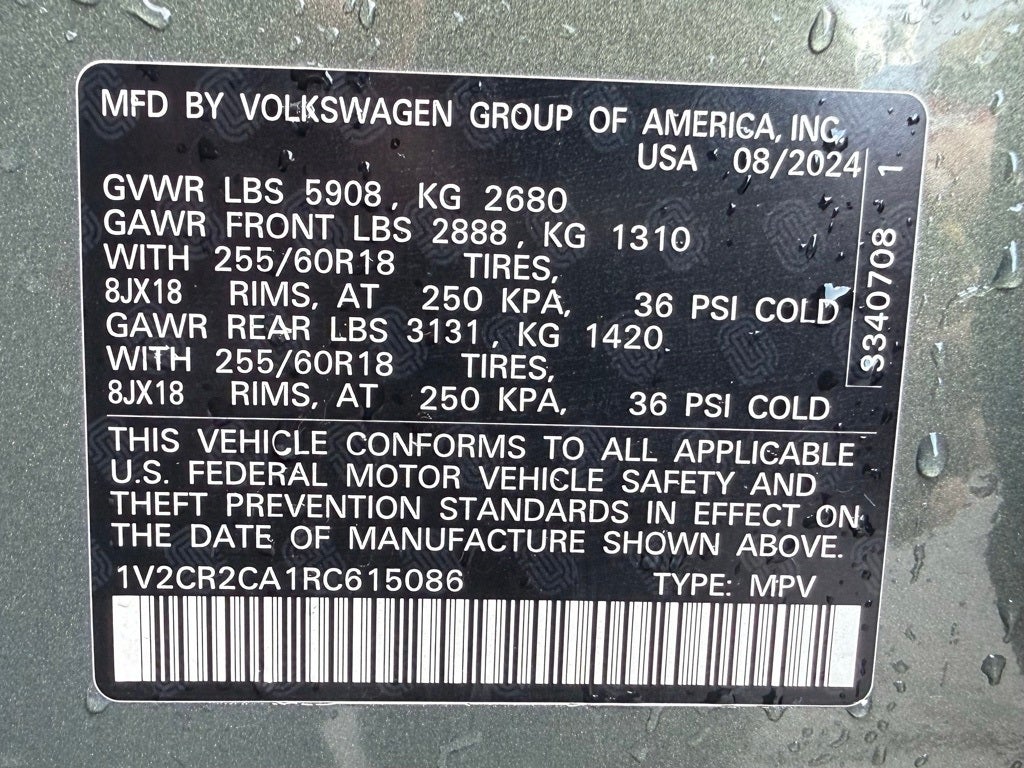 MFD BY VOLKSWAGEN GROUP OF AMERICA, INC.
USA 08/2024
GVWR LBS 5908, KG 2680
GAWR FRONT LBS 2888, KG 1310
WITH 255/60R18 TIRES,
8JX18 RIMS, AT 250 KPA, 36 PSI COLD
GAWR REAR LBS 3131, KG 1420
WITH 255/60R18 TIRES,
8JX18 RIMS, AT 250 KPA, 36 PSI COLD
3340708 1
THIS VEHICLE CONFORMS TO ALL APPLICABLE
U.S. FEDERAL MOTOR VEHICLE SAFETY AND
THEFT PREVENTION STANDARDS IN EFFECT ON
THE DATE OF MANUFACTURE SHOWN ABOVE.
1V2CR2CA1RC615086 TYPE: MPV